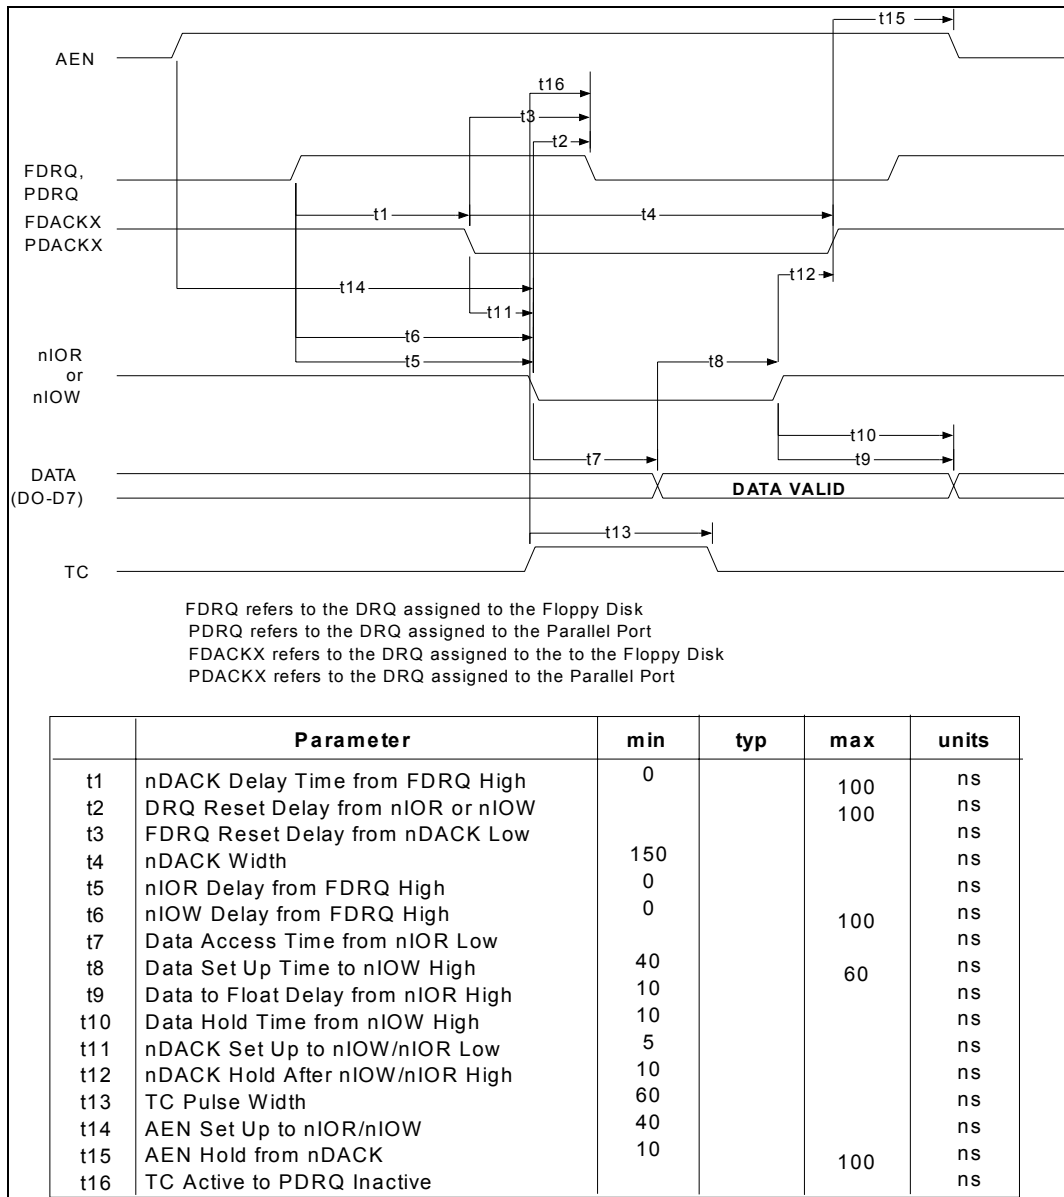 t15
AEN
t16
t3
t2
FDRQ,
PDRQ
t1
t4
FDACKX
PDACKX
t12
t14
t11
t6
t5
t8
nIOR
or
nIOW
t10
t7
t9
DATA
(DO-D7)
DATA VALID
t13
TC
FDRQ refers to the DRQ assigned to the Floppy Disk
PDRQ refers to the DRQ assigned to the Parallel Port
FDACKX refers to the DRQ assigned to the to the Floppy Disk
PDACKX refers to the DRQ assigned to the Parallel Port
Parameter min typ max units
t1 nDACK Delay Time from FDRQ High 0 ns
100
t2 DRQ Reset Delay from nIOR or nIOW ns
100
t3 FDRQ Reset Delay from nDACK Low ns
t4 nDACK Width 150 ns
t5 nIOR Delay from FDRQ High 0 ns
t6 nIOW Delay from FDRQ High 0 ns
100
t7 Data Access Time from nIOR Low ns
t8 Data Set Up Time to nIOW High 40 ns
60
t9 Data to Float Delay from nIOR High 10 ns
t10 Data Hold Time from nIOW High 10 ns
t11 nDACK Set Up to nIOW/nIOR Low 5 ns
t12 nDACK Hold After nIOW/nIOR High 10 ns
t13 TC Pulse Width 60 ns
t14 AEN Set Up to nIOR/nIOW 40 ns
t15 AEN Hold from nDACK 10 ns
100
t16 TC Active to PDRQ Inactive ns